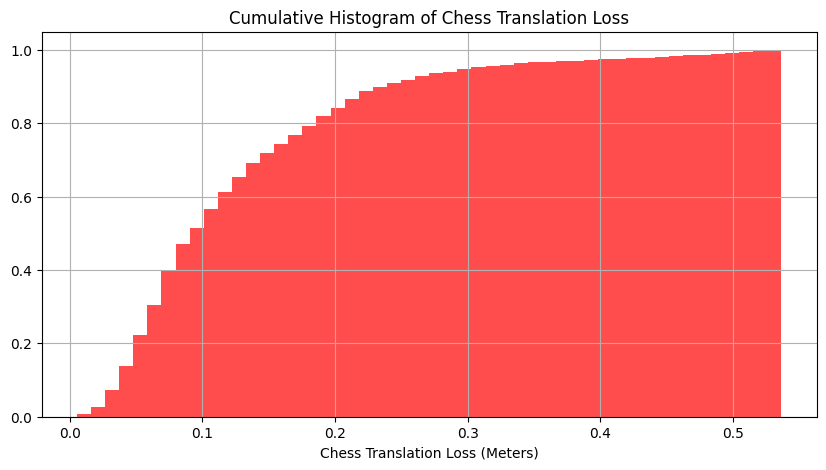 Cumulative Histogram of Chess Translation Loss
1.0
0.8
0.6
0.4
0.2
0.0
0.0 0.1 0.2 0.3 0.4 0.5
Chess Translation Loss (Meters)